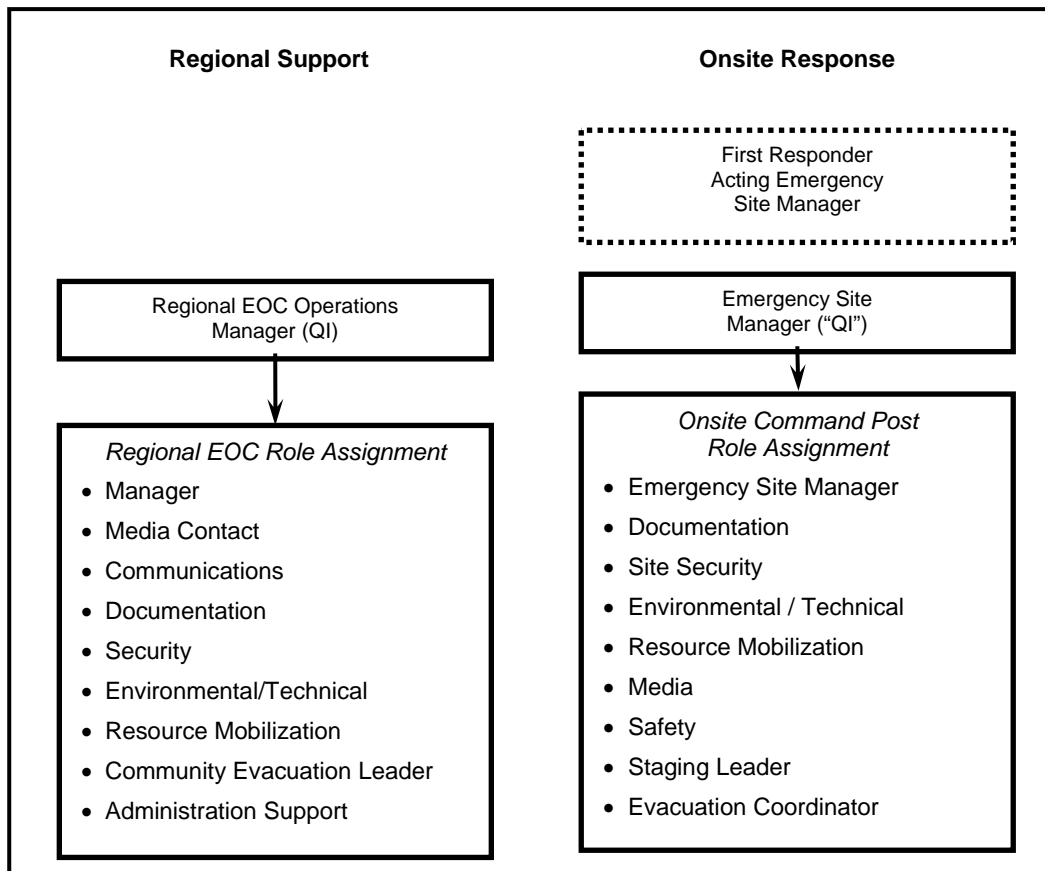 Regional Support
Onsite Response
First Responder
Acting Emergency
Site Manager
Regional EOC Operations
Manager (QI)
Emergency Site
Manager (“QI”)
Regional EOC Role Assignment
• Manager
• Media Contact
• Communications
• Documentation
• Security
• Environmental/Technical
• Resource Mobilization
• Community Evacuation Leader
• Administration Support
Onsite Command Post
Role Assignment
• Emergency Site Manager
• Documentation
• Site Security
• Environmental / Technical
• Resource Mobilization
• Media
• Safety
• Staging Leader
• Evacuation Coordinator